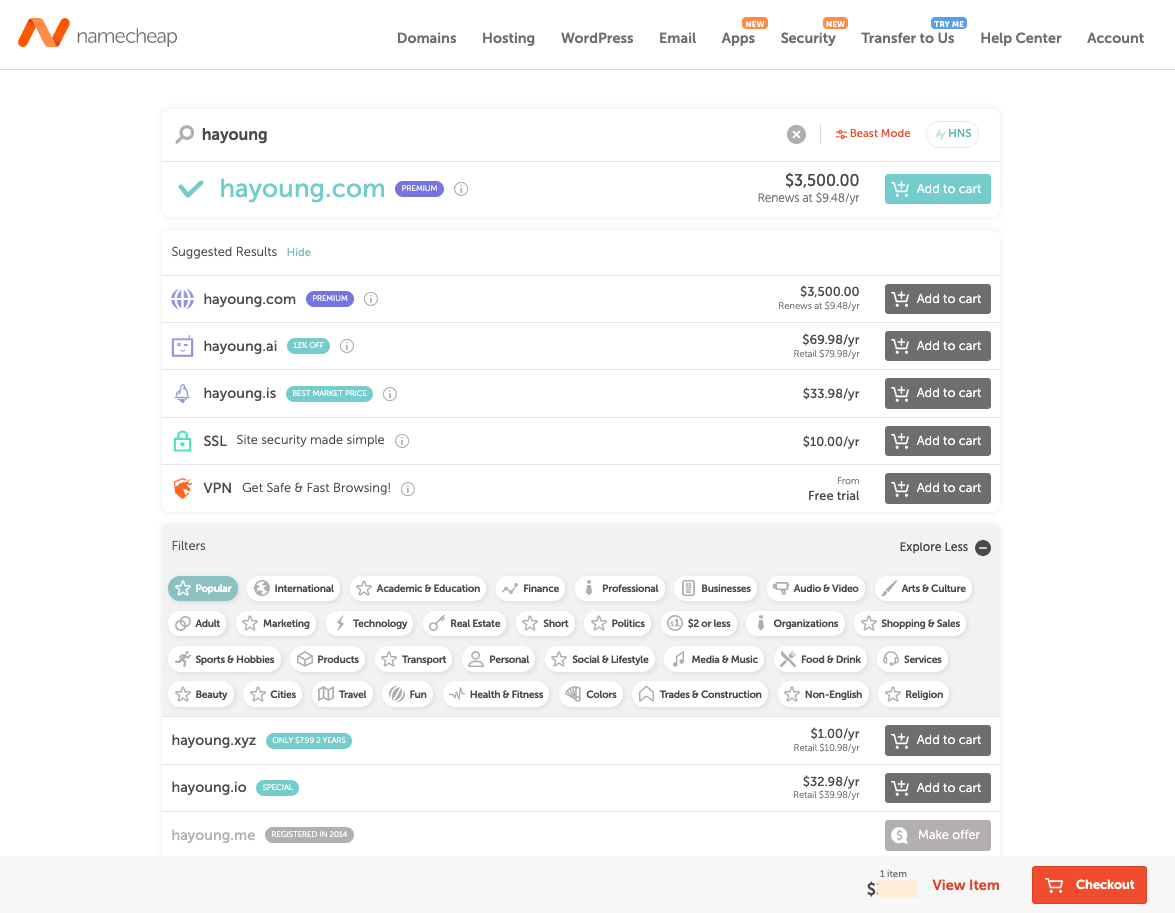 namecheap
Domains Hosting WordPress Email Apps NEW Security NEW Transfer to Us TRY ME Help Center Account
hayoung Beast Mode HNS
hayoung.com PREMIUM $3,500.00 Add to cart
Renews at $9.48/yr
Suggested Results Hide
hayoung.com PREMIUM $3,500.00 Add to cart
Renews at $9.48/yr
hayoung.ai 13% OFF $69.98/yr Add to cart
Retail $79.98/yr
hayoung.is BEST MARKET PRICE $33.98/yr Add to cart
SSL Site security made simple $10.00/yr Add to cart
VPN Get Safe & Fast Browsing! From Add to cart
Free trial
Filters Explore Less
Popular International Academic & Education Finance Professional Businesses Audio & Video Arts & Culture
Adult Marketing Technology Real Estate Short Politics $2 or less Organizations Shopping & Sales
Sports & Hobbies Products Transport Personal Social & Lifestyle Media & Music Food & Drink Services
Beauty Cities Travel Fun Health & Fitness Colors Trades & Construction Non-English Religion
hayoung.xyz ONLY $7.99 2 YEARS $1.00/yr Add to cart
Retail $10.98/yr
hayoung.io SPECIAL $32.98/yr Add to cart
Retail $39.98/yr
hayoung.me REGISTERED IN 2014 Make offer
1 item
$ View Item Checkout